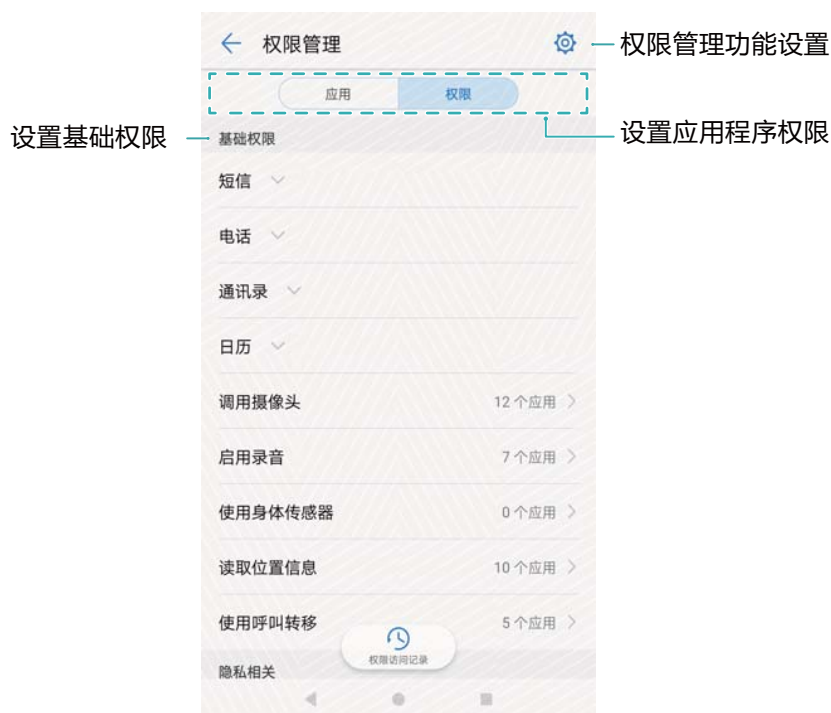 权限管理
权限管理功能设置
应用 权限
设置应用程序权限
设置基础权限
基础权限
短信
电话
通讯录
日历
调用摄像头 12 个应用
启用录音 7 个应用
使用身体传感器 0 个应用
读取位置信息 10 个应用
使用呼叫转移 5 个应用
权限访问记录
隐私相关